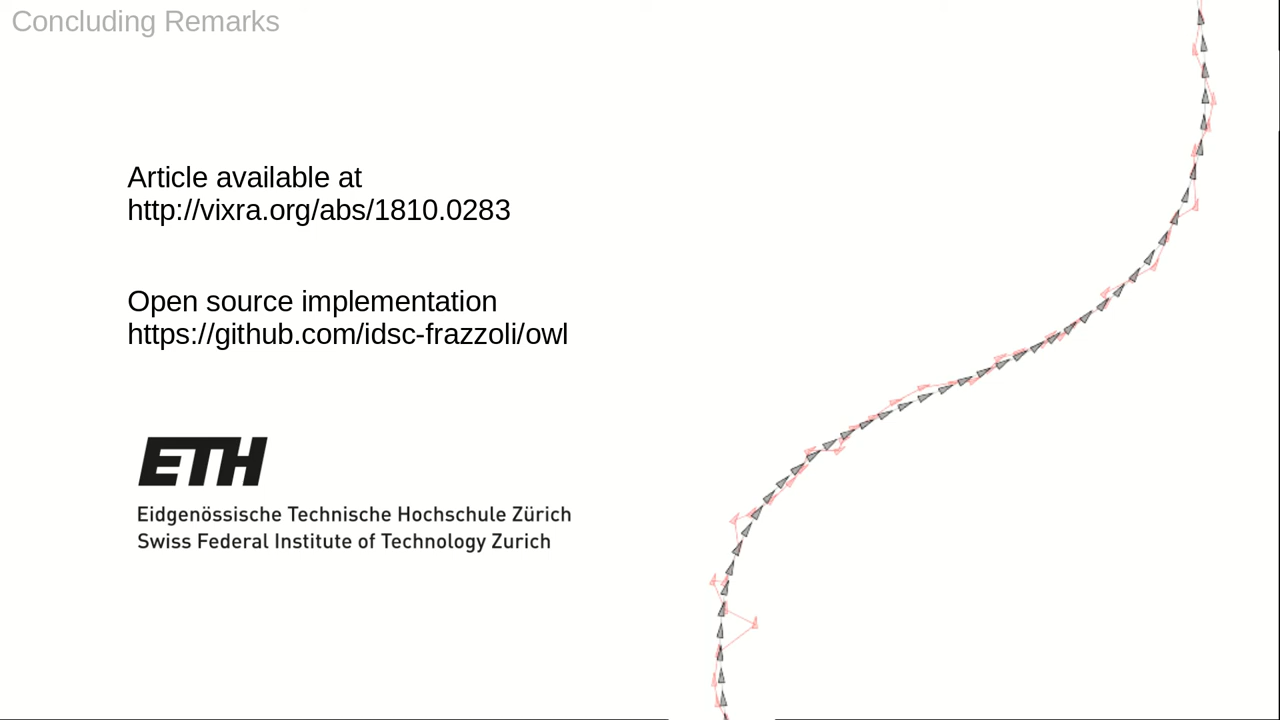 Concluding Remarks
Article available at
http://vixra.org/abs/1810.0283
Open source implementation
https://github.com/idsc-frazzoli/owl
ETH
Eidgenössische Technische Hochschule Zürich
Swiss Federal Institute of Technology Zurich